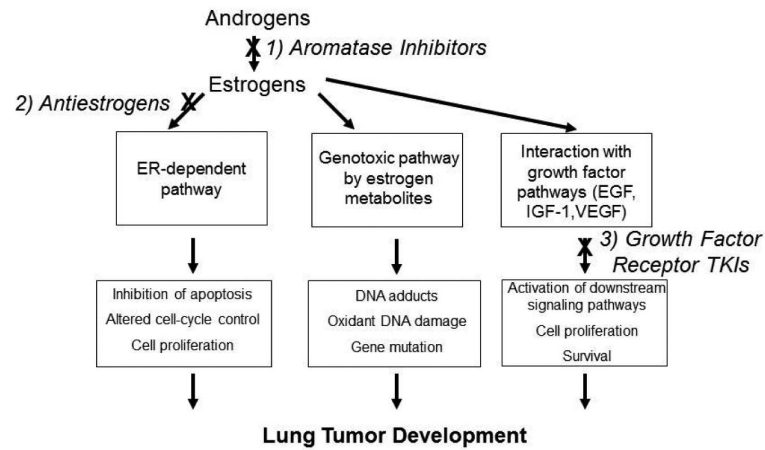 Androgens
1) Aromatase Inhibitors
Estrogens
2) Antiestrogens
ER-dependent
pathway
Genotoxic pathway
by estrogen
metabolites
Interaction with
growth factor
pathways (EGF,
IGF-1,VEGF)
3) Growth Factor
Receptor TKIs
Inhibition of apoptosis
Altered cell-cycle control
Cell proliferation
DNA adducts
Oxidant DNA damage
Gene mutation
Activation of downstream
signaling pathways
Cell proliferation
Survival
Lung Tumor Development